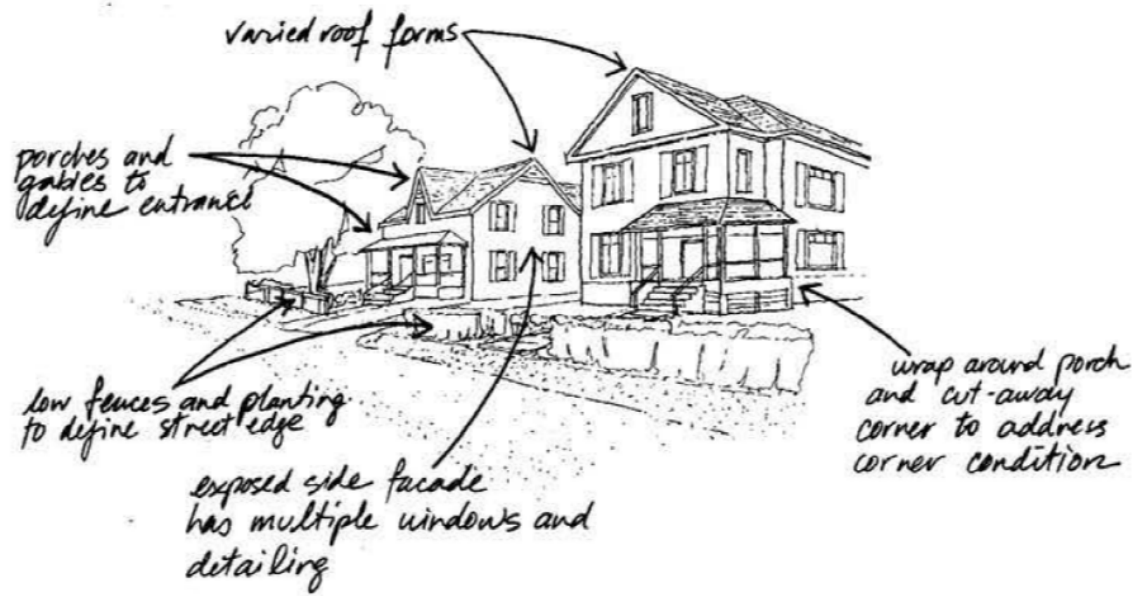 varied roof forms
porches and
gables to
define entrance
low fences and planting
to define street edge
exposed side facade
has multiple windows and
detailing
wrap around porch
and cut-away
corner to address
corner condition